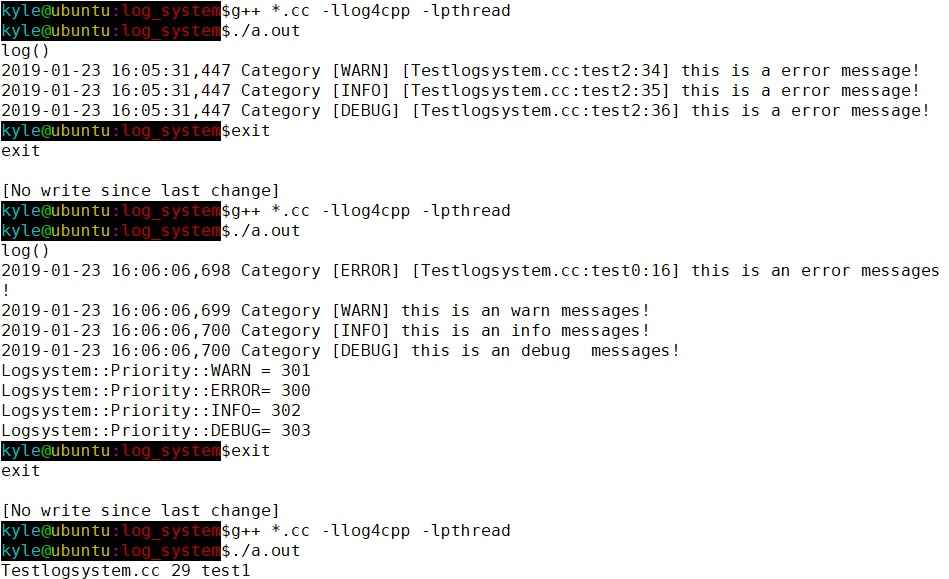 kyle@ubuntu:log_system$g++ *.cc -llog4cpp -lpthread
kyle@ubuntu:log_system$./a.out
log()
2019-01-23 16:05:31,447 Category [WARN] [Testlogsystem.cc:test2:34] this is a error message!
2019-01-23 16:05:31,447 Category [INFO] [Testlogsystem.cc:test2:35] this is a error message!
2019-01-23 16:05:31,447 Category [DEBUG] [Testlogsystem.cc:test2:36] this is a error message!
kyle@ubuntu:log_system$exit
exit

[No write since last change]
kyle@ubuntu:log_system$g++ *.cc -llog4cpp -lpthread
kyle@ubuntu:log_system$./a.out
log()
2019-01-23 16:06:06,698 Category [ERROR] [Testlogsystem.cc:test0:16] this is an error messages
!
2019-01-23 16:06:06,699 Category [WARN] this is an warn messages!
2019-01-23 16:06:06,700 Category [INFO] this is an info messages!
2019-01-23 16:06:06,700 Category [DEBUG] this is an debug  messages!
Logsystem::Priority::WARN = 301
Logsystem::Priority::ERROR= 300
Logsystem::Priority::INFO= 302
Logsystem::Priority::DEBUG= 303
kyle@ubuntu:log_system$exit
exit

[No write since last change]
kyle@ubuntu:log_system$g++ *.cc -llog4cpp -lpthread
kyle@ubuntu:log_system$./a.out
Testlogsystem.cc 29 test1